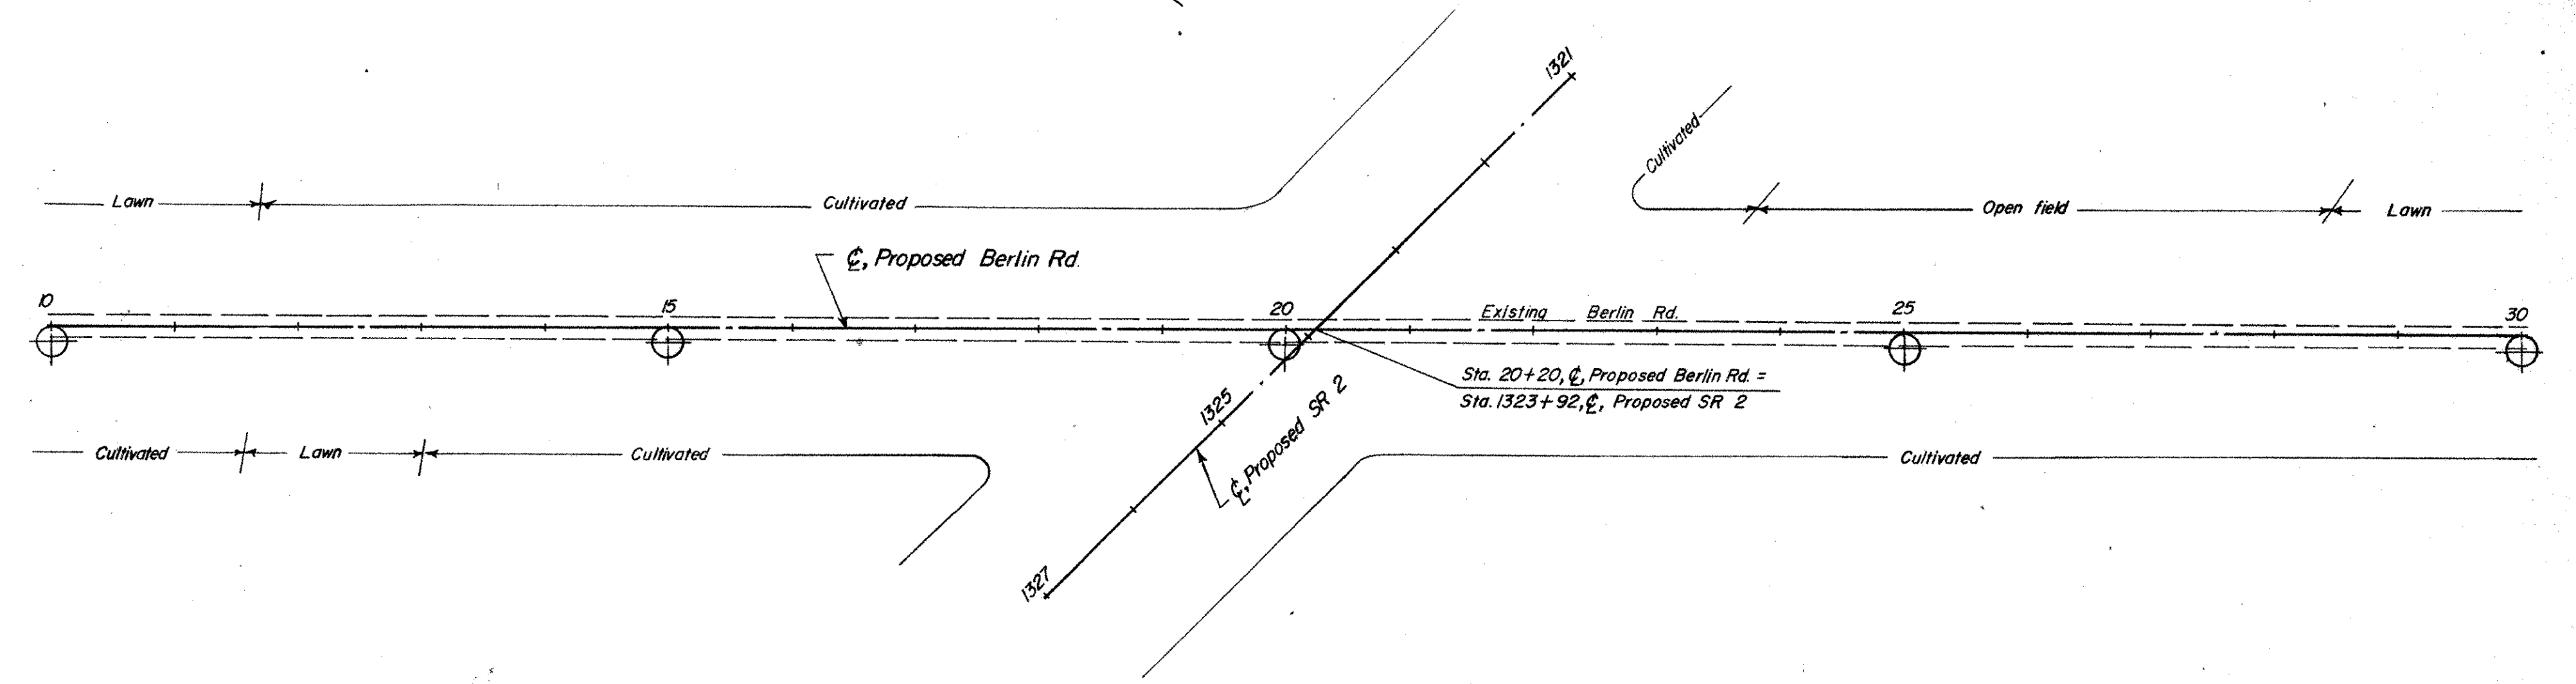 1321
Cultivated
Lawn
Cultivated
Open field
Lawn
℄, Proposed Berlin Rd.
10
15
20
Existing Berlin Rd.
25
30
Sta. 20+20, ℄, Proposed Berlin Rd. =
Sta. 1323+92, ℄, Proposed SR 2
1325
℄, Proposed SR 2
Cultivated
Lawn
Cultivated
Cultivated
1327